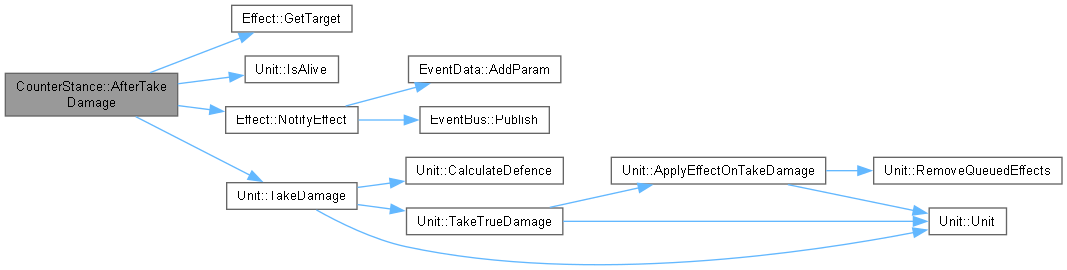 CounterStance::AfterTake
Damage
Effect::GetTarget
Unit::IsAlive
Effect::NotifyEffect
EventData::AddParam
EventBus::Publish
Unit::TakeDamage
Unit::CalculateDefence
Unit::TakeTrueDamage
Unit::ApplyEffectOnTakeDamage
Unit::RemoveQueuedEffects
Unit::Unit